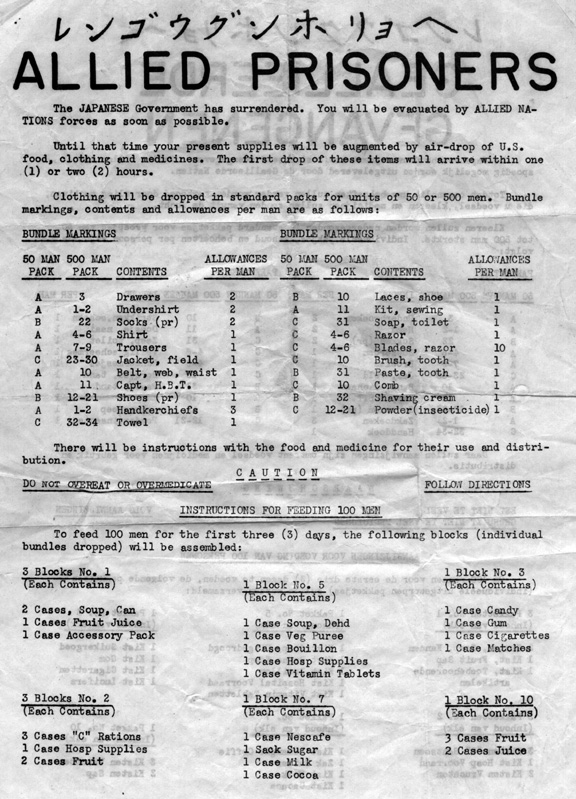 レンゴウグンホリョヘ
ALLIED PRISONERS
The JAPANESE Government has surrendered. You will be evacuated by ALLIED NA-
TIONS forces as soon as possible.
Until that time your present supplies will be augmented by air-drop of U.S.
food, clothing and medicines. The first drop of these items will arrive within one
(1) or two (2) hours.
Clothing will be dropped in standard packs for units of 50 or 500 men. Bundle
markings, contents and allowances per man are as follows:
BUNDLE MARKINGS BUNDLE MARKINGS
50 MAN 500 MAN ALLOWANCES 50 MAN 500 MAN ALLOWANCES
PACK PACK CONTENTS PER MAN PACK PACK CONTENTS PER MAN
A 3 Drawers 2 B 10 Laces, shoe 1
A 1-2 Undershirt 2 A 11 Kit, sewing 1
B 22 Socks (pr) 2 C 31 Soap, toilet 1
A 4-6 Shirt 1 C 4-6 Razor 1
A 7-9 Trousers 1 C 4-6 Blades, razor 10
C 23-30 Jacket, field 1 C 10 Brush, tooth 1
A 10 Belt, web, waist 1 B 31 Paste, tooth 1
A 11 Capt, H.B.T. 1 C 10 Comb 1
B 12-21 Shoes (pr) 1 B 32 Shaving cream 1
A 1-2 Handkerchiefs 3 C 12-21 Powder(insecticide) 1
C 32-34 Towel 1
There will be instructions with the food and medicine for their use and distri-
bution.
CAUTION
DO NOT OVEREAT OR OVERMEDICATE FOLLOW DIRECTIONS
INSTRUCTIONS FOR FEEDING 100 MEN
To feed 100 men for the first three (3) days, the following blocks (individual
bundles dropped) will be assembled:
3 Blocks No. 1
(Each Contains)
2 Cases, Soup, Can
1 Cases Fruit Juice
1 Case Accessory Pack
1 Block No. 5
(Each Contains)
1 Case Soup, Dehd
1 Case Veg Puree
1 Case Bouillon
1 Case Hosp Supplies
1 Case Vitamin Tablets
1 Block No. 3
(Each Contains)
1 Case Candy
1 Case Gum
1 Case Cigarettes
1 Case Matches
3 Blocks No. 2
(Each Contains)
3 Cases "C" Rations
1 Case Hosp Supplies
2 Cases Fruit
1 Block No. 7
(Each Contains)
1 Case Nescafe
1 Sack Sugar
1 Case Milk
1 Case Cocoa
1 Block No. 10
(Each Contains)
3 Cases Fruit
2 Cases Juice